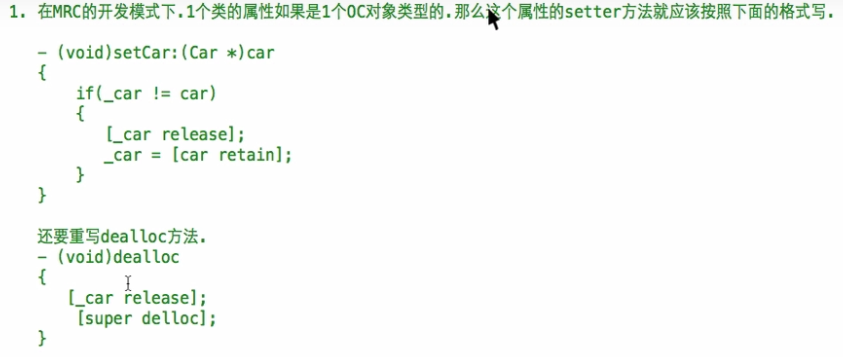 1. 在MRC的开发模式下.1个类的属性如果是1个OC对象类型的.那么这个属性的setter方法就应该按照下面的格式写.
- (void)setCar:(Car *)car
{
if(_car != car)
{
[_car release];
_car = [car retain];
}
}
还要重写dealloc方法.
- (void)dealloc
{
[_car release];
[super delloc];
}